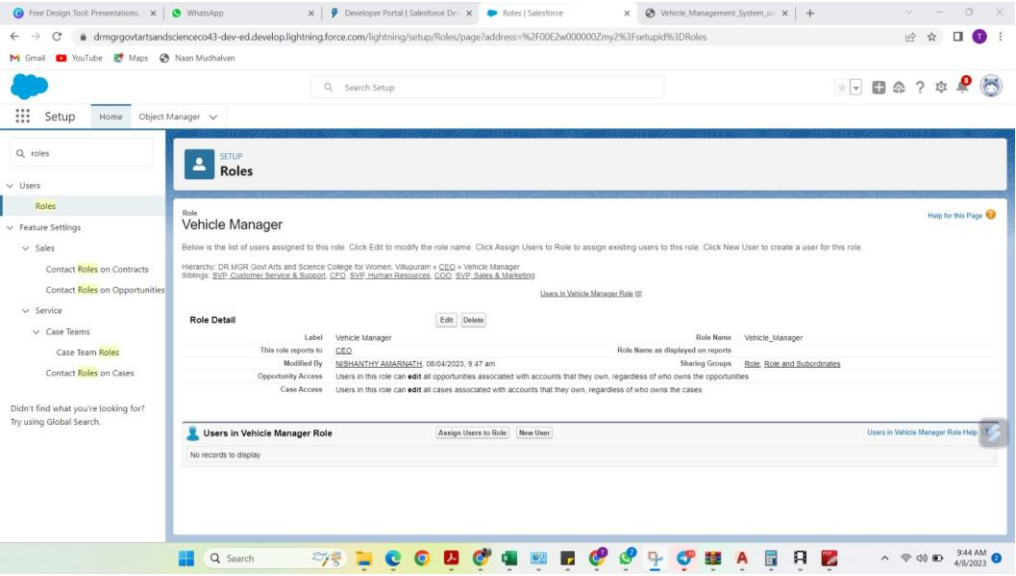 Free Design Tool: Presentations,
WhatsApp
Developer Portal | Salesforce Dev
Roles | Salesforce
Vehicle_Management_System_us
drmgrgovtartsandscienceco43-dev-ed.develop.lightning.force.com/lightning/setup/Roles/page?address=%2F00E2w000000Zmy2%3Fsetupid%3DRoles
T
Gmail YouTube Maps Naan Mudhalvan
Search Setup
8
Setup Home Object Manager
roles
Users
Roles
Feature Settings
Sales
Contact Roles on Contracts
Contact Roles on Opportunities
Service
Case Teams
Case Team Roles
Contact Roles on Cases
Didn't find what you're looking for?
Try using Global Search.
SETUP
Roles
Role
Vehicle Manager
Help for this Page
Below is the list of users assigned to this role. Click Edit to modify the role name. Click Assign Users to Role to assign existing users to this role. Click New User to create a user for this role.
Hierarchy: DR.MGR Govt Arts and Science College for Women, Villupuram » CEO » Vehicle Manager
Siblings: SVP, Customer Service & Support, CFO, SVP, Human Resources, COO, SVP, Sales & Marketing
Users in Vehicle Manager Role [0]
Role Detail Edit Delete
Label Vehicle Manager Role Name Vehicle_Manager
This role reports to CEO Role Name as displayed on reports
Modified By NISHANTHY AMARNATH, 08/04/2023, 9:47 am Sharing Groups Role, Role and Subordinates
Opportunity Access Users in this role can edit all opportunities associated with accounts that they own, regardless of who owns the opportunities
Case Access Users in this role can edit all cases associated with accounts that they own, regardless of who owns the cases
Users in Vehicle Manager Role Assign Users to Role New User Users in Vehicle Manager Role Help ?
No records to display
Search
9:44 AM
4/8/2023
2